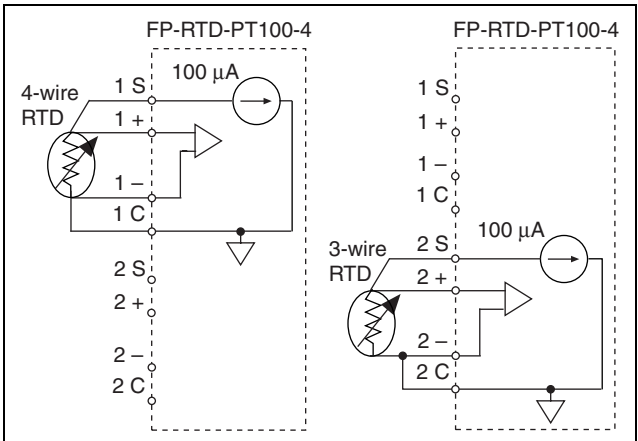 FP-RTD-PT100-4
4-wire
RTD
1 S
100 µA
1 +
1 –
1 C
2 S
2 +
2 –
2 C
FP-RTD-PT100-4
1 S
1 +
1 –
1 C
3-wire
RTD
2 S
100 µA
2 +
2 –
2 C